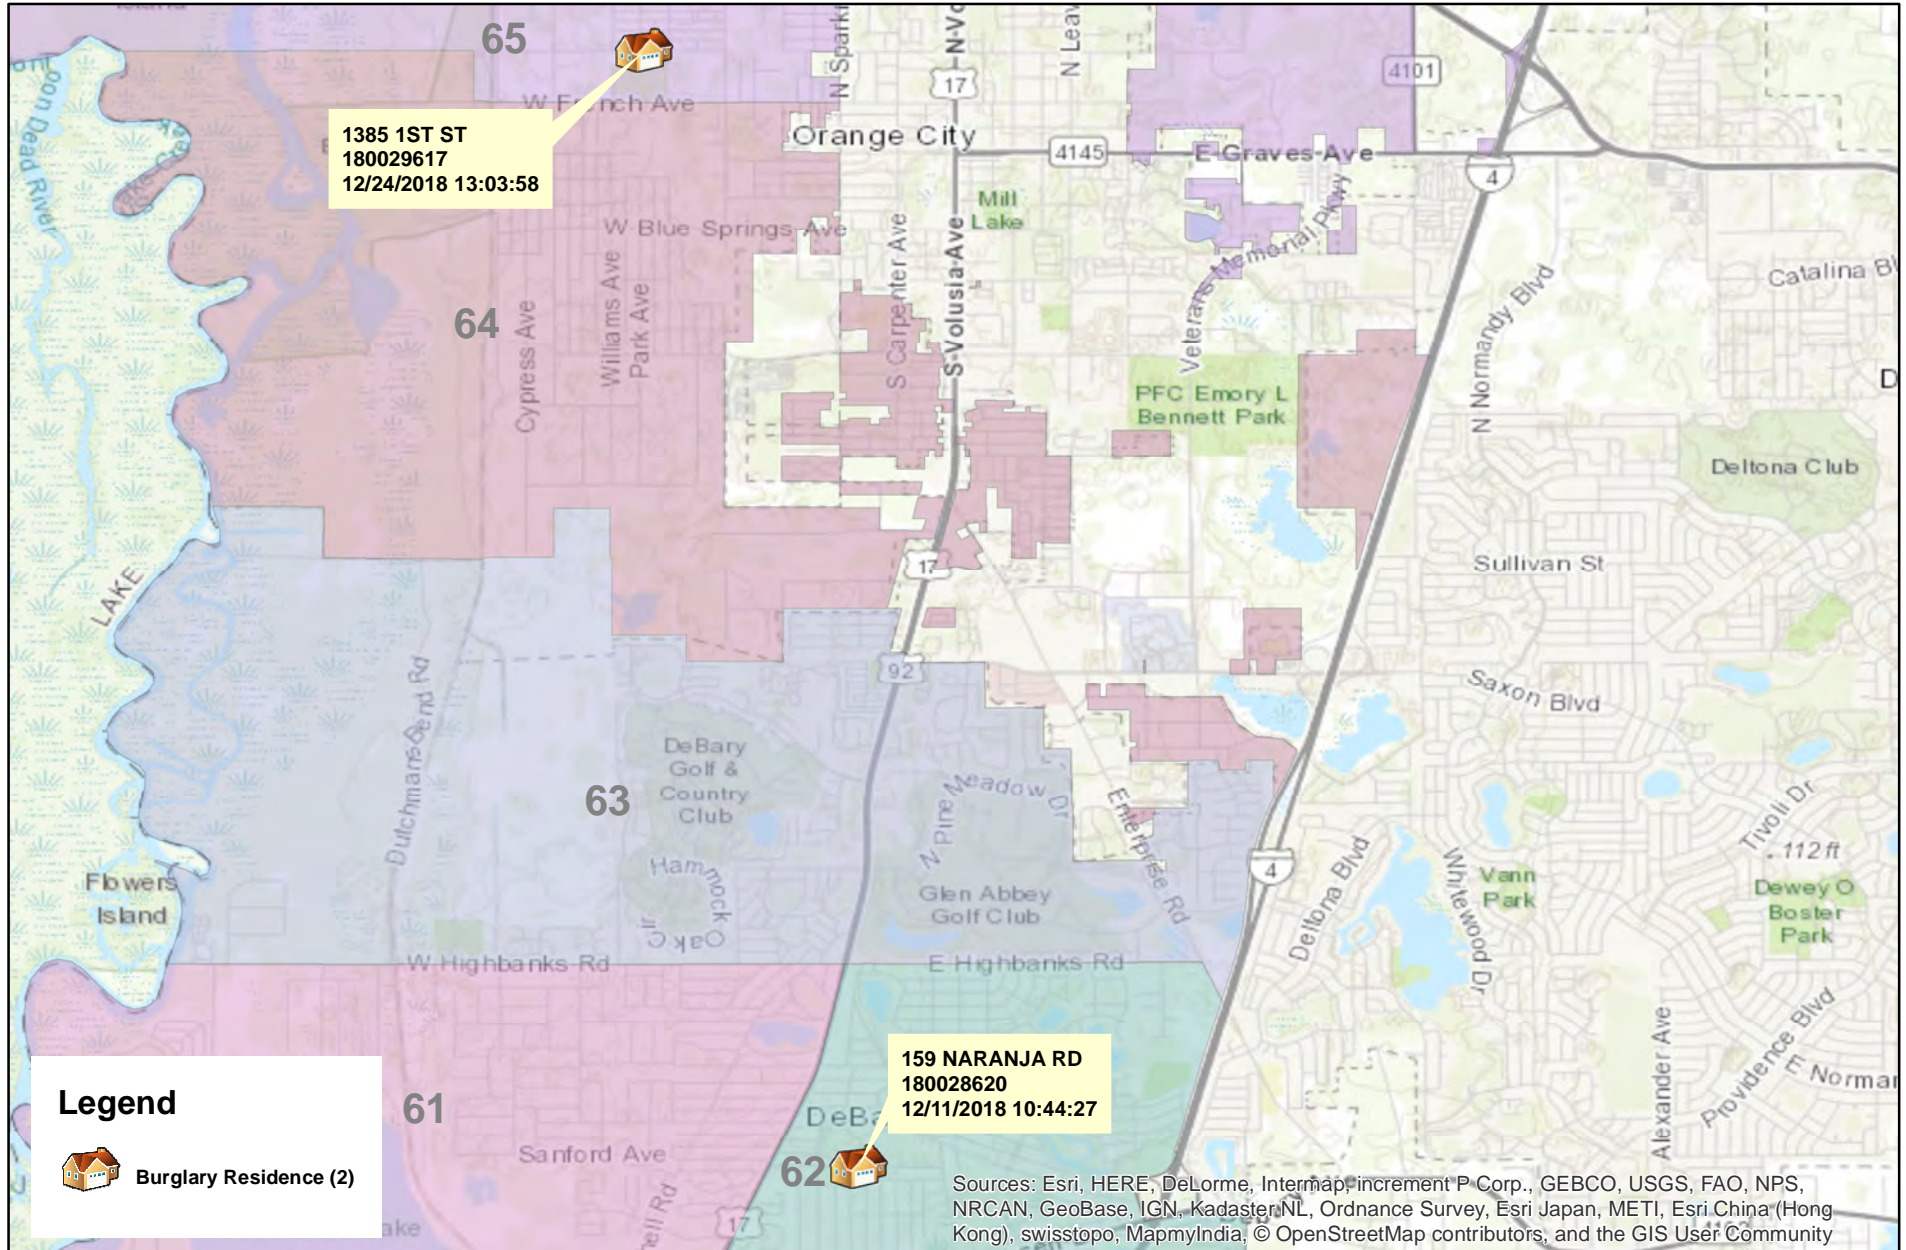 Island
65
N Leav
17
4101
W French Ave
1385 1ST ST
180029617
12/24/2018 13:03:58
Orange City
4145
E Graves Ave
4
Mill
Lake
W Blue Springs Ave
S Carpenter Ave
S Volusia Ave
Veterans Memorial Pkwy
N Normandy Blvd
Catalina Bl
64
Cypress Ave
Williams Ave
Park Ave
PFC Emory L
Bennett Park
D
Deltona Club
17
Sullivan St
LAKE
92
Saxon Blvd
Dutchmans Bend Rd
DeBary
Golf &
Country
Club
63
N Pine Meadow Dr
Enterprise Rd
Tivoli Dr
112 ft
Hammock Oak Cir
4
Deltona Blvd
Whitewood Dr
Vann
Park
Flowers
Island
Glen Abbey
Golf Club
Dewey O
Boster
Park
W Highbanks Rd
E Highbanks Rd
Alexander Ave
Providence Blvd
E Norman
159 NARANJA RD
180028620
12/11/2018 10:44:27
Legend
Burglary Residence (2)
61
Sanford Ave
DeBa
62
17
ake
Sources: Esri, HERE, DeLorme, Intermap, increment P Corp., GEBCO, USGS, FAO, NPS,
NRCAN, GeoBase, IGN, Kadaster NL, Ordnance Survey, Esri Japan, METI, Esri China (Hong
Kong), swisstopo, MapmyIndia, © OpenStreetMap contributors, and the GIS User Community